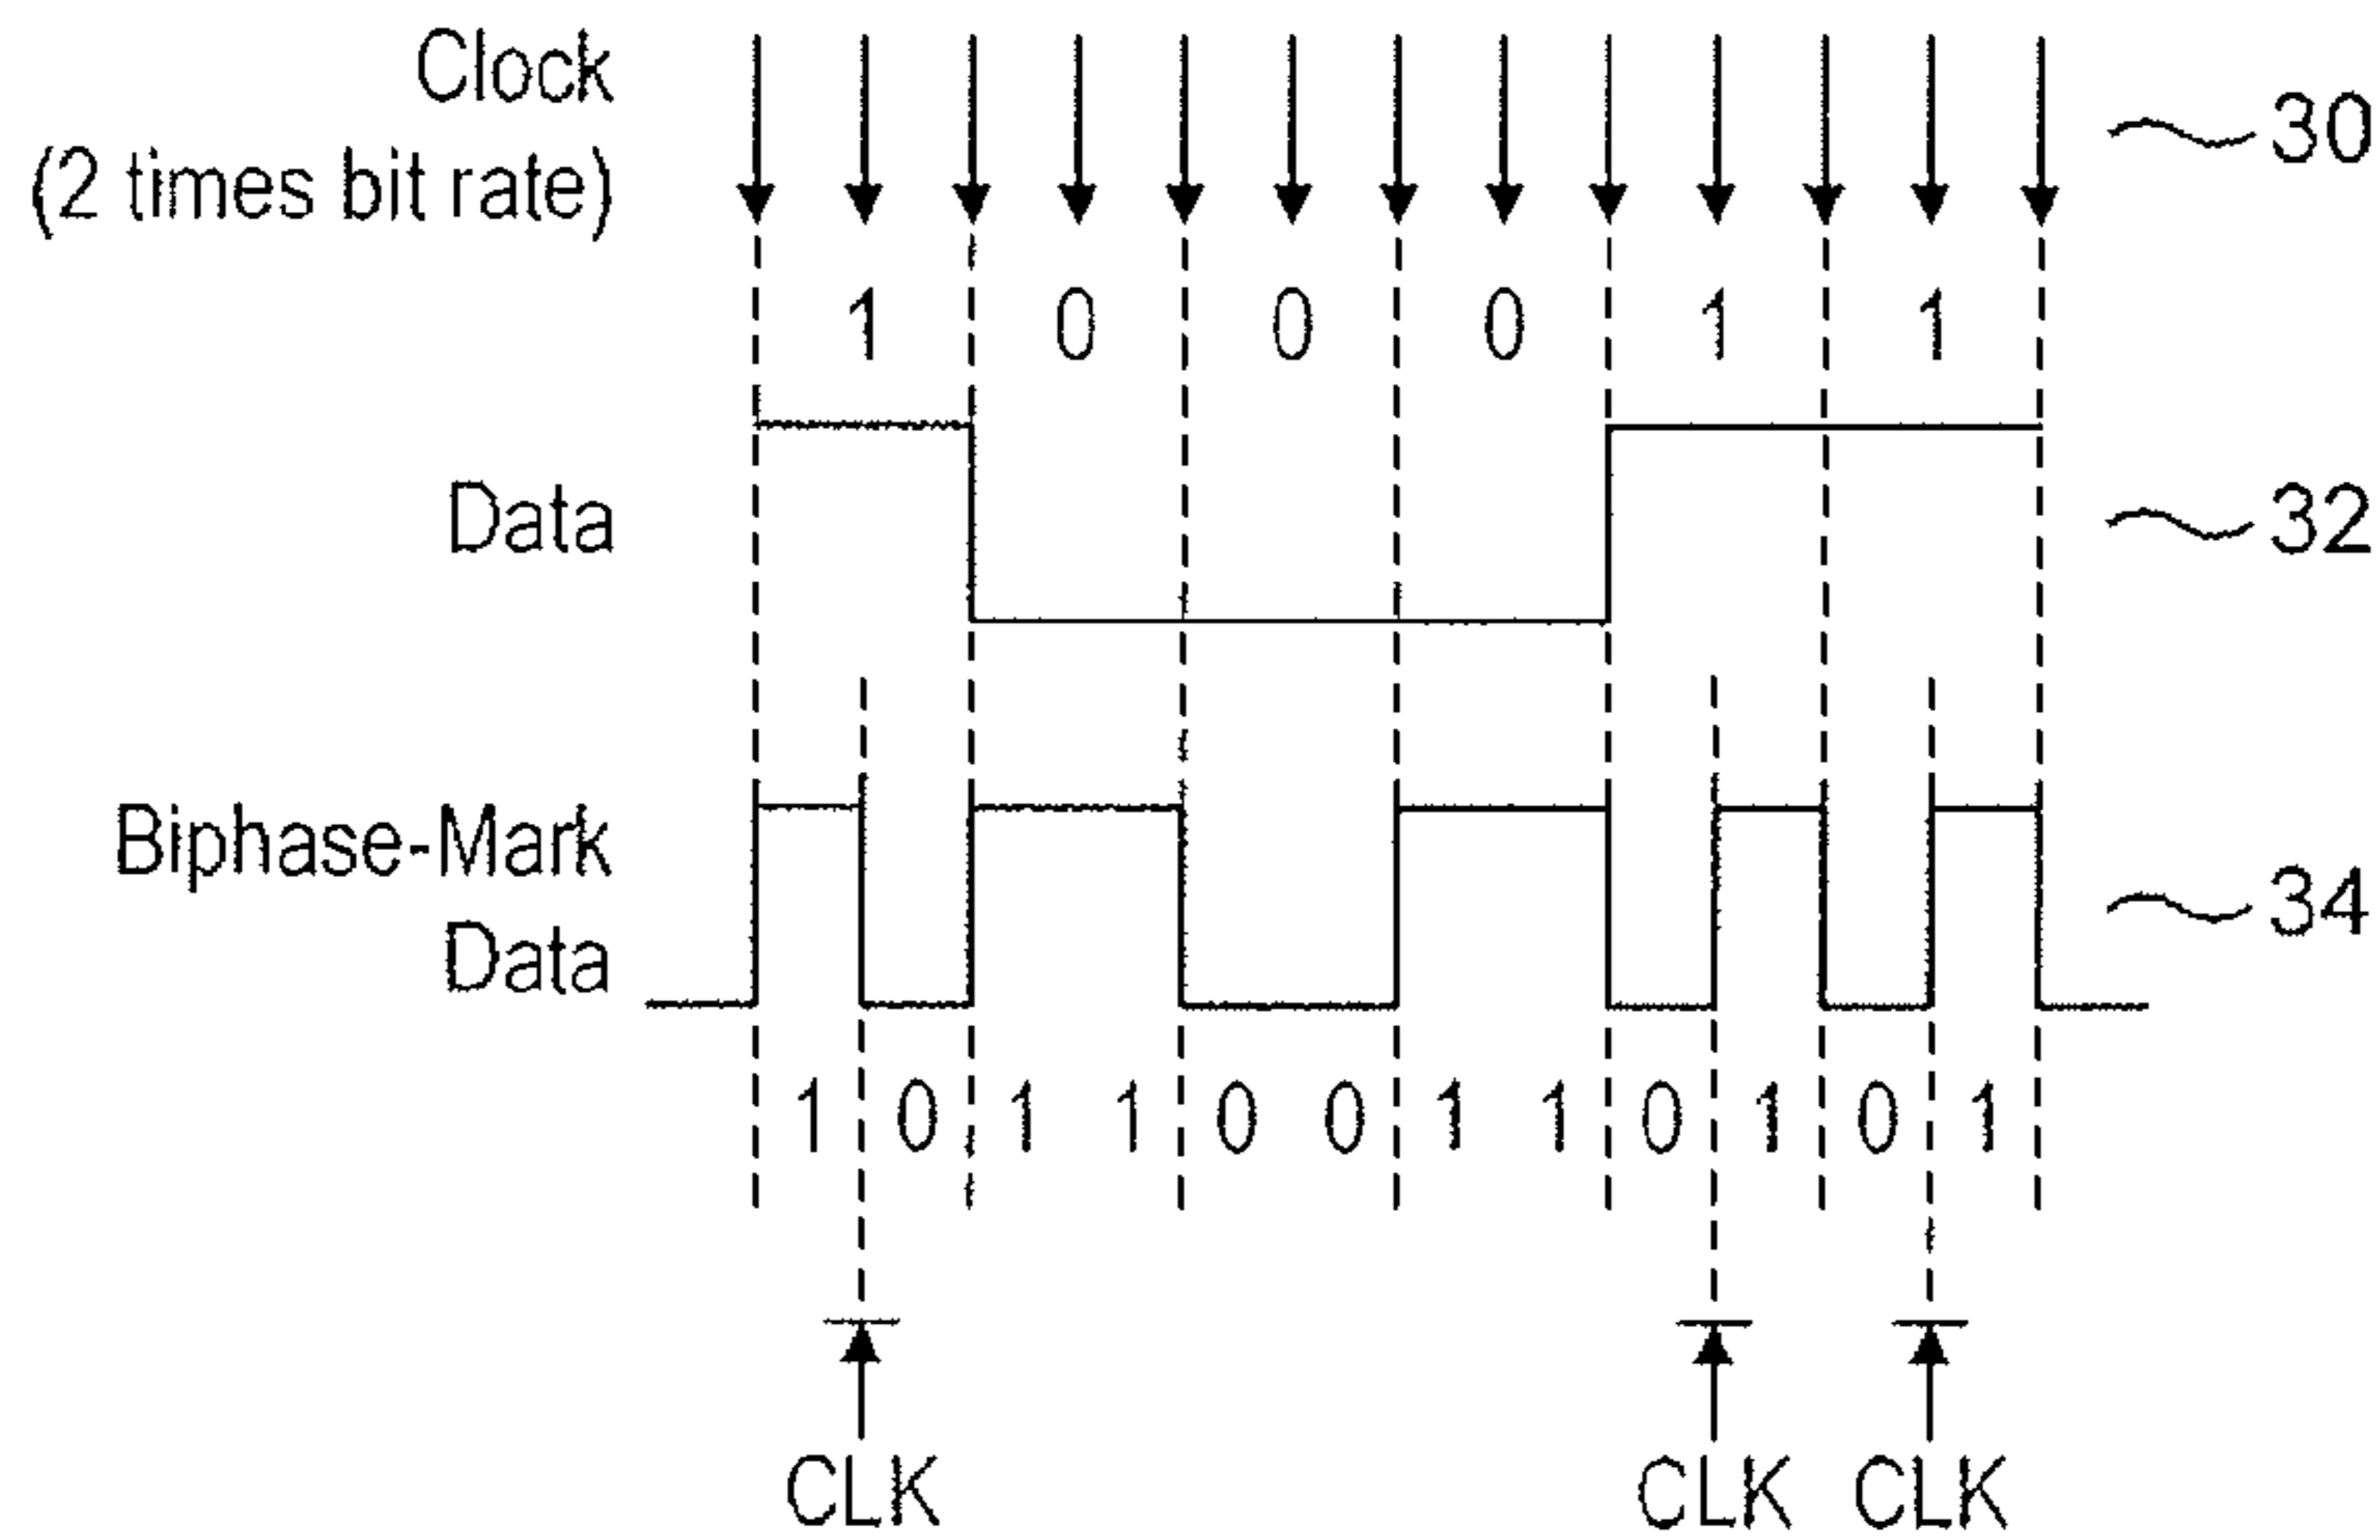 Clock
(2 times bit rate)
30
1 0 0 0 1 1
Data
32
Biphase-Mark
Data
34
1 0 1 1 0 0 1 1 0 1 0 1
CLK CLK CLK